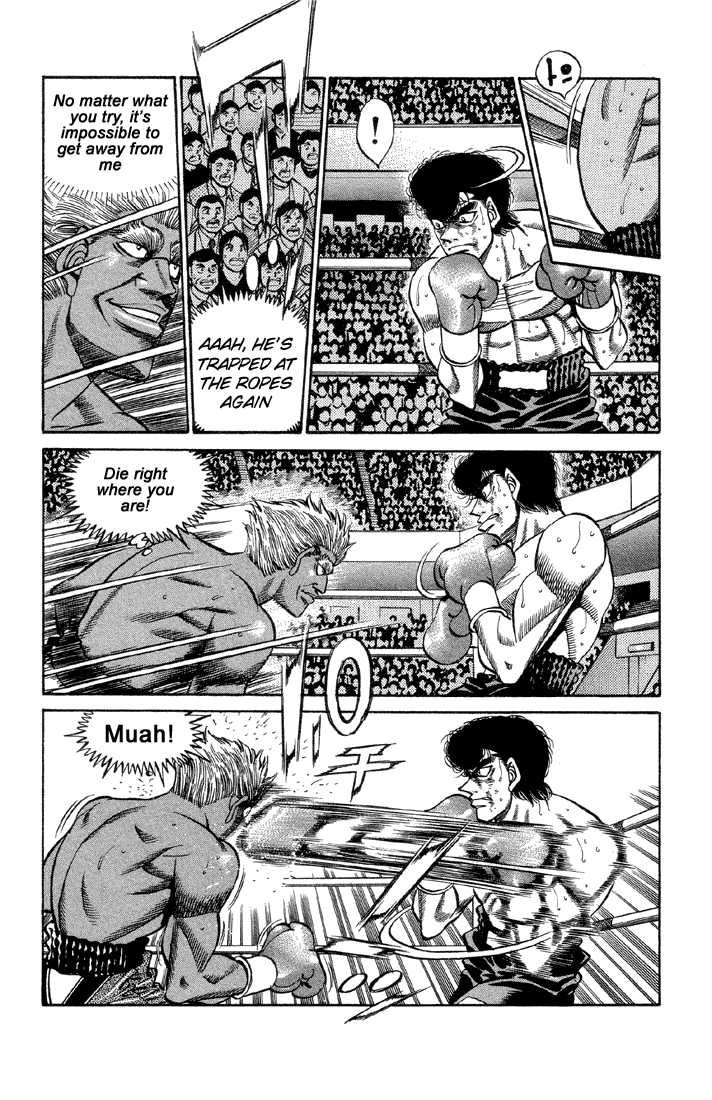 !
AAAH, HE'S
TRAPPED AT
THE ROPES
AGAIN
No matter what
you try, it's
impossible to
get away from
me
Die right
where you
are!
Muah!